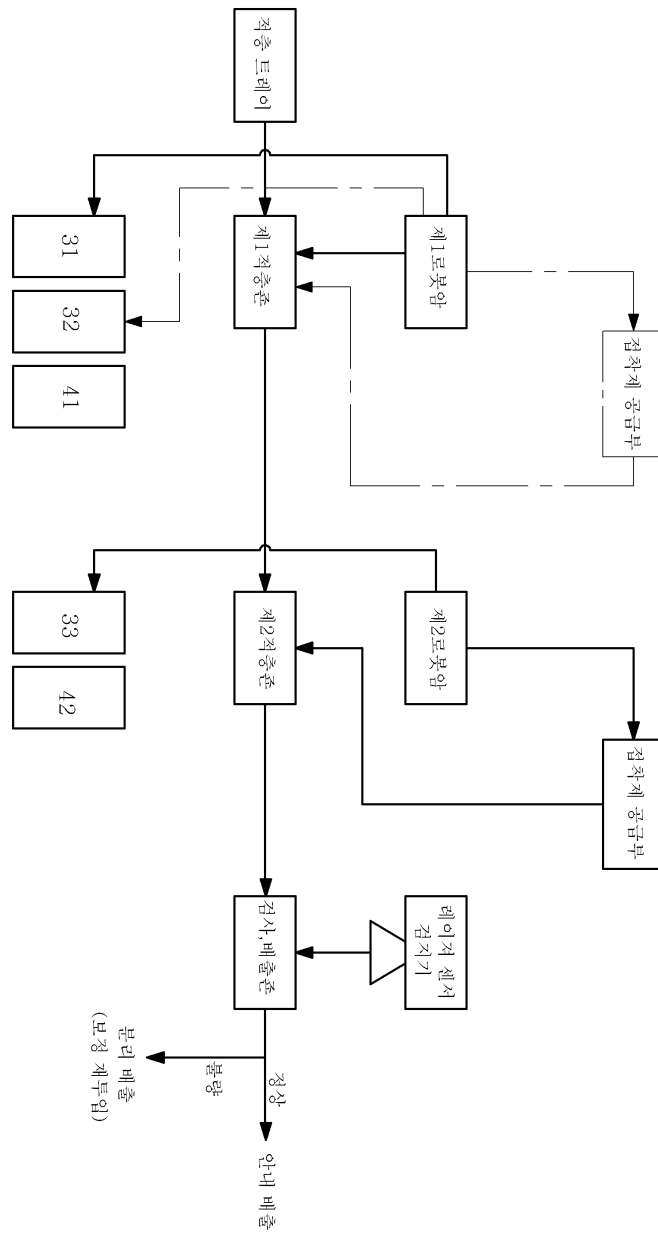 적층 트레이
31
32
41
제1적층존
제1로봇암
접착제 공급부
33
42
제2적층존
제2로봇암
접착제 공급부
검사,배출존
레이저 센서
검지기
분리 배출
(보정 재투입)
불량
정상
안내 배출